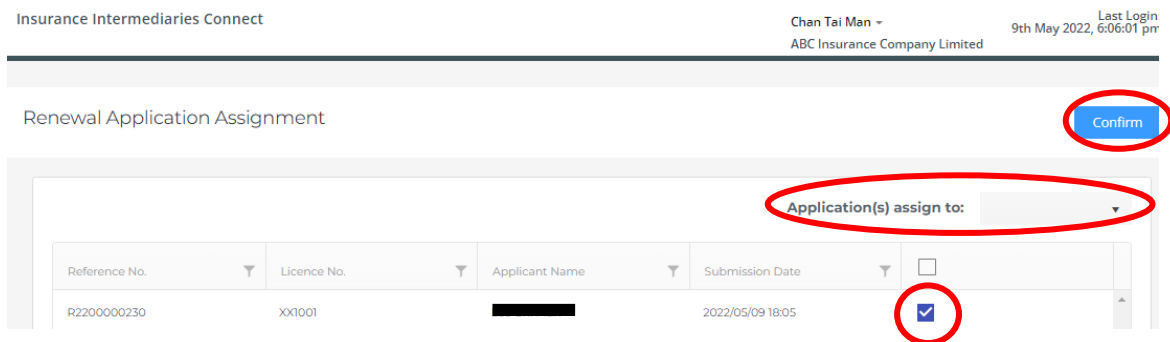 Insurance Intermediaries Connect
Chan Tai Man
ABC Insurance Company Limited
Last Login:
9th May 2022, 6:06:01 pm
Renewal Application Assignment
Confirm
Application(s) assign to:
Reference No. Licence No. Applicant Name Submission Date
R2200000230 XX1001 2022/05/09 18:05